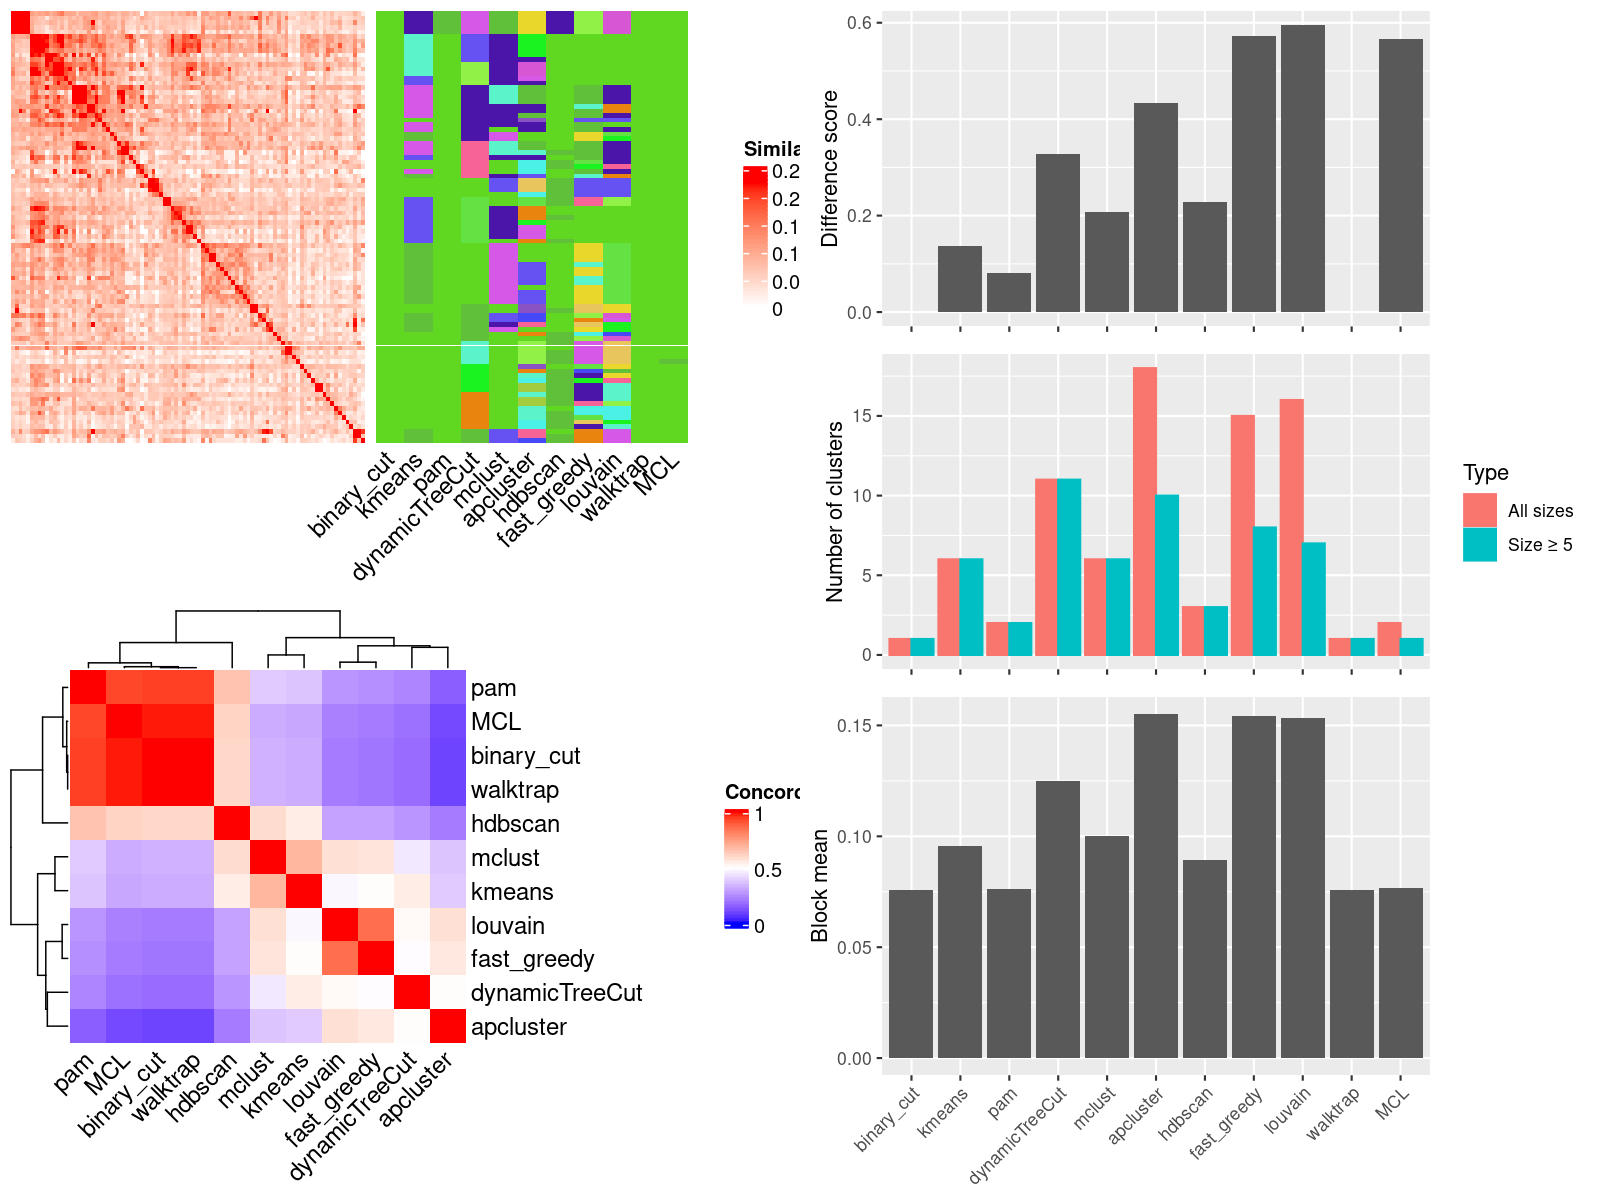 Simila
0.2
0.2
0.1
0.1
0.0
0
binary_cut
kmeans
pam
dynamicTreeCut
mclust
apcluster
hdbscan
fast_greedy
louvain
walktrap
MCL
pam
MCL
binary_cut
walktrap
hdbscan
mclust
kmeans
louvain
fast_greedy
dynamicTreeCut
apcluster
pam
MCL
binary_cut
walktrap
hdbscan
mclust
kmeans
louvain
fast_greedy
dynamicTreeCut
apcluster
Concord
1
0.5
0
Difference score
0.6
0.4
0.2
0.0
Number of clusters
15
10
5
0
Type
All sizes
Size ≥ 5
Block mean
0.15
0.10
0.05
0.00
binary_cut
kmeans
pam
dynamicTreeCut
mclust
apcluster
hdbscan
fast_greedy
louvain
walktrap
MCL